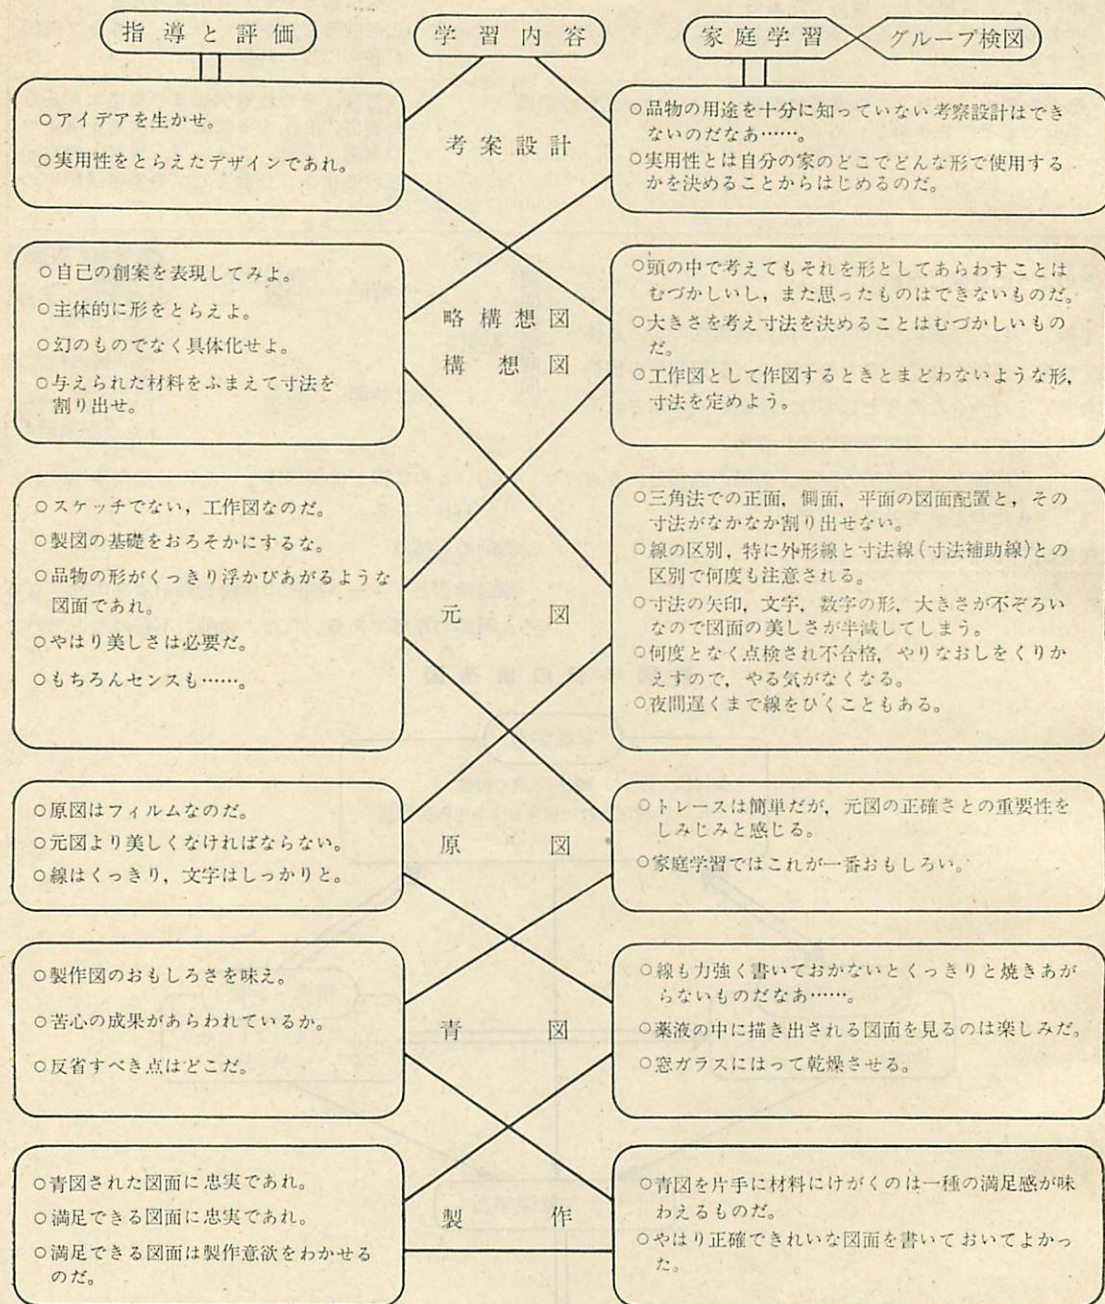 指導と評価
学習内容
家庭学習
グループ検図
○アイデアを生かせ。
○実用性をとらえたデザインであれ。
考案設計
○品物の用途を十分に知っていない考察設計はでき
ないのだなあ……。
○実用性とは自分の家のどこでどんな形で使用する
かを決めることからはじめるのだ。
○自己の創案を表現してみよ。
○主体的に形をとらえよ。
○幻のものでなく具体化せよ。
○与えられた材料をふまえて寸法を
割り出せ。
略構想図
構想図
○頭の中で考えてもそれを形としてあらわすことは
むづかしいし，また思ったものはできないものだ。
○大きさを考え寸法を決めることはむづかしいもの
だ。
○工作図として作図するときとまどわないような形，
寸法を定めよう。
○スケッチでない，工作図なのだ。
○製図の基礎をおろそかにするな。
○品物の形がくっきり浮かびあがるような
図面であれ。
○やはり美しさは必要だ。
○もちろんセンスも……。
元図
○三角法での正面，側面，平面の図面配置と，その
寸法がなかなか割り出せない。
○線の区別，特に外形線と寸法線(寸法補助線)との
区別で何度も注意される。
○寸法の矢印，文字，数字の形，大きさが不ぞろい
なので図面の美しさが半減してしまう。
○何度となく点検され不合格，やりなおしをくりか
えすので，やる気がなくなる。
○夜間遅くまで線をひくこともある。
○原図はフィルムなのだ。
○元図より美しくなければならない。
○線はくっきり，文字はしっかりと。
原図
○トレースは簡単だが，元図の正確さとの重要性を
しみじみと感じる。
○家庭学習ではこれが一番おもしろい。
○製作図のおもしろさを味え。
○苦心の成果があらわれているか。
○反省すべき点はどこだ。
青図
○線も力強く書いておかないとくっきりと焼きあが
らないものだなあ……。
○薬液の中に描き出される図面を見るのは楽しみだ。
○窓ガラスにはって乾燥させる。
○青図された図面に忠実であれ。
○満足できる図面に忠実であれ。
○満足できる図面は製作意欲をわかせる
のだ。
製作
○青図を片手に材料にけがくのは一種の満足感が味
わえるものだ。
○やはり正確できれいな図面を書いておいてよかっ
た。